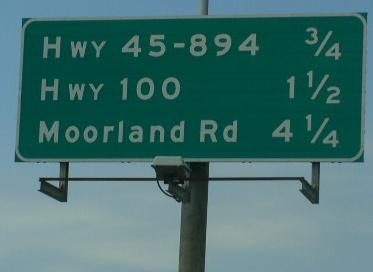 Hwy 45-894 3/4
Hwy 100 1 1/2
Moorland Rd 4 1/4